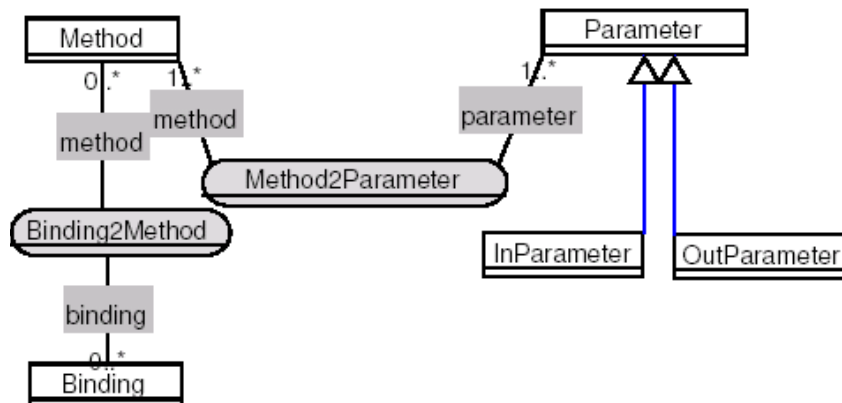 Method
Parameter
0..*
1..*
1..*
method
parameter
method
Method2Parameter
Binding2Method
InParameter
OutParameter
binding
0..*
Binding